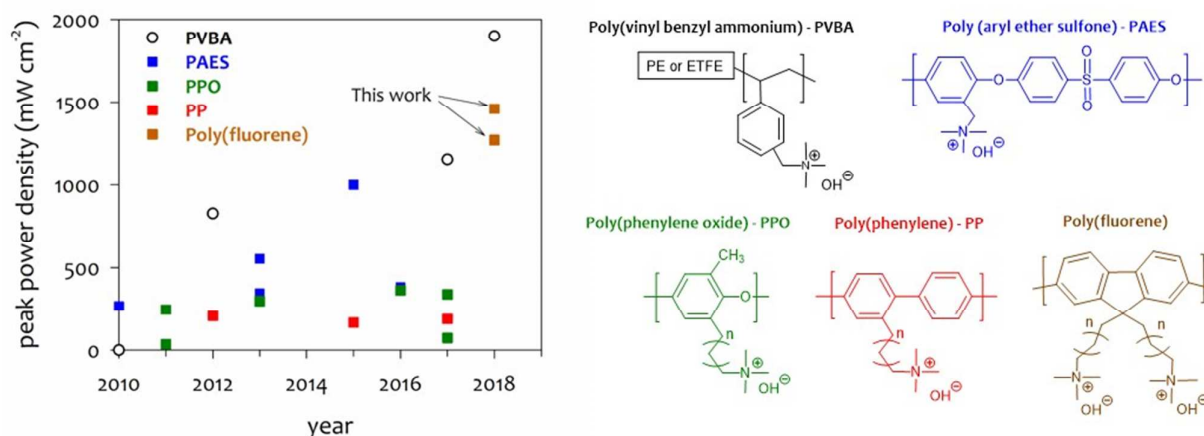 peak power density (mW cm-2)
2000
1500
1000
500
0
2010
2012
2014
2016
2018
year
PVBA
PAES
PPO
PP
Poly(fluorene)
This work
Poly(vinyl benzyl ammonium) - PVBA
PE or ETFE
N
⊕
OH⊖
Poly (aryl ether sulfone) - PAES
O
S
O
O
O
N
⊕
OH⊖
Poly(phenylene oxide) - PPO
CH3
O
n
N
⊕
OH⊖
Poly(phenylene) - PP
n
N
⊕
OH⊖
Poly(fluorene)
n
n
N
⊕
OH⊖
N
⊕
OH⊖